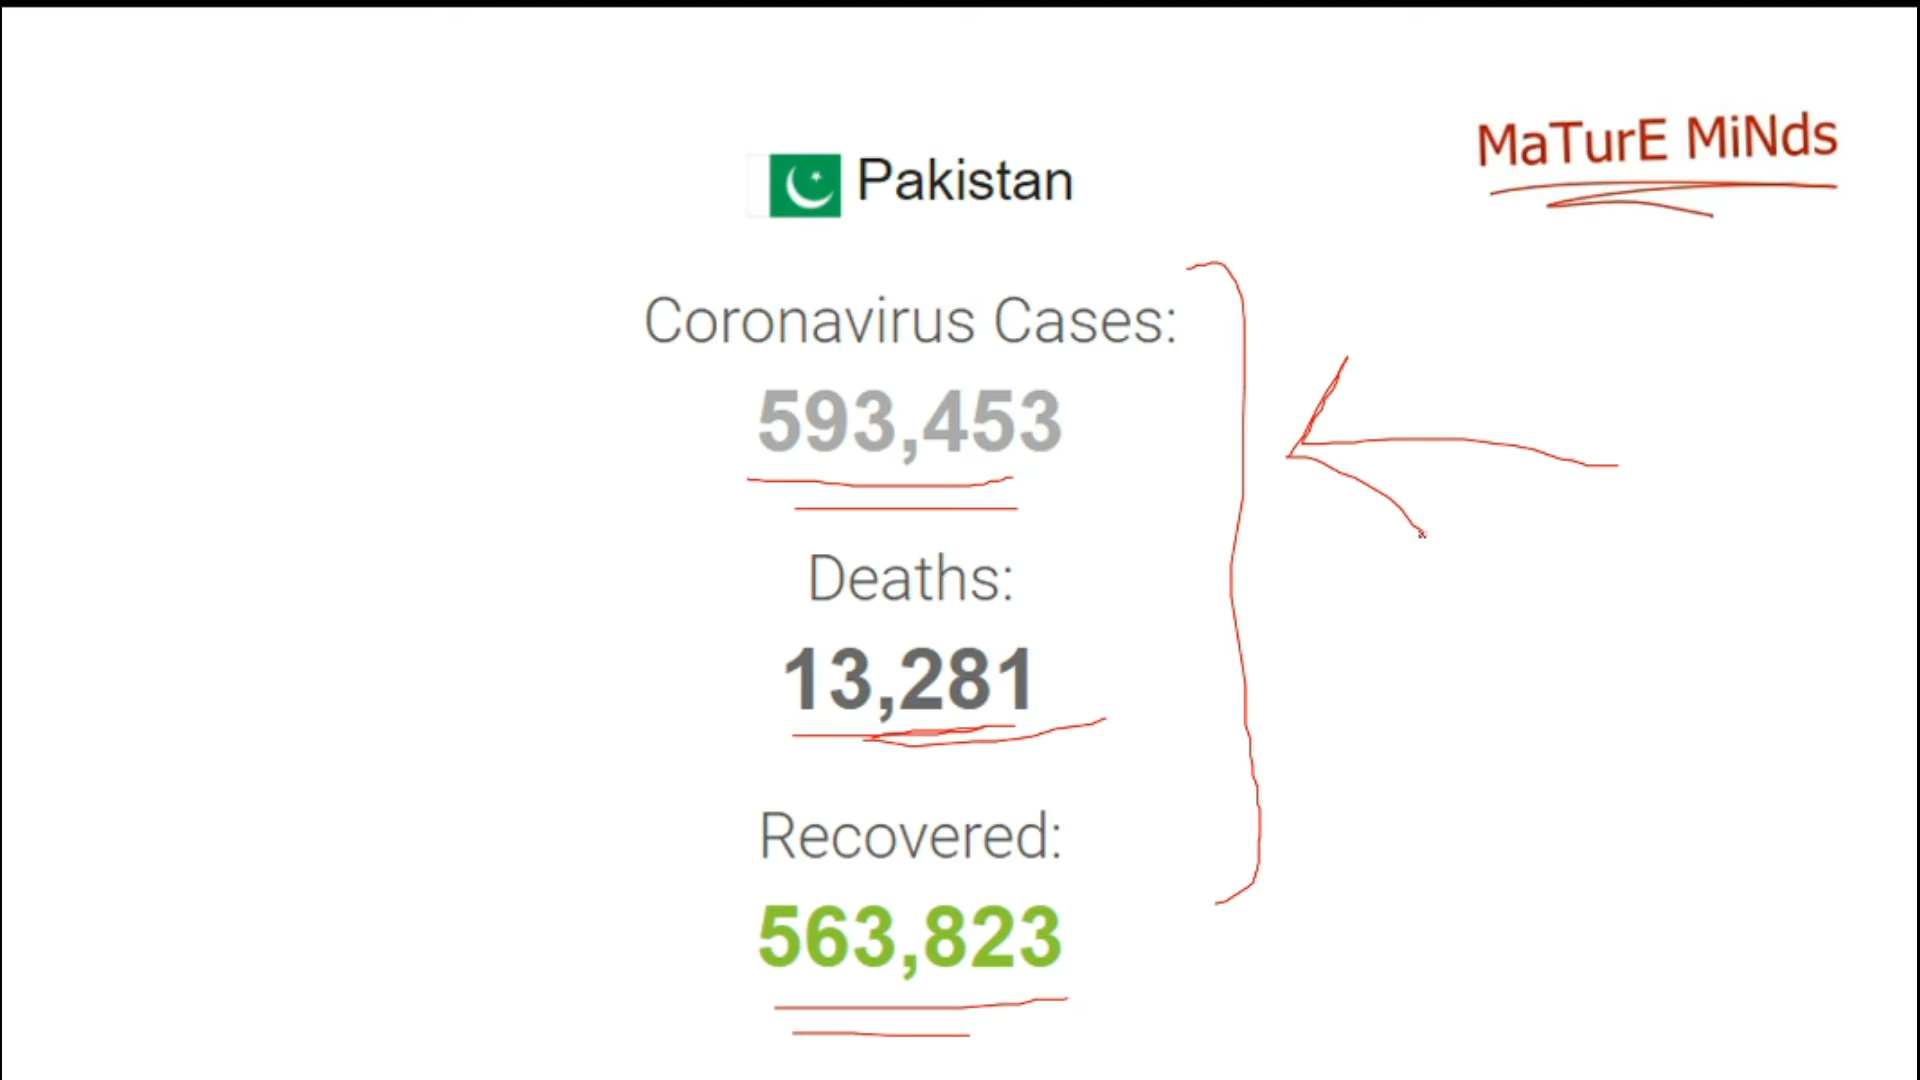 MaTurE MiNds
Pakistan
Coronavirus Cases:
593,453
Deaths:
13,281
Recovered:
563,823